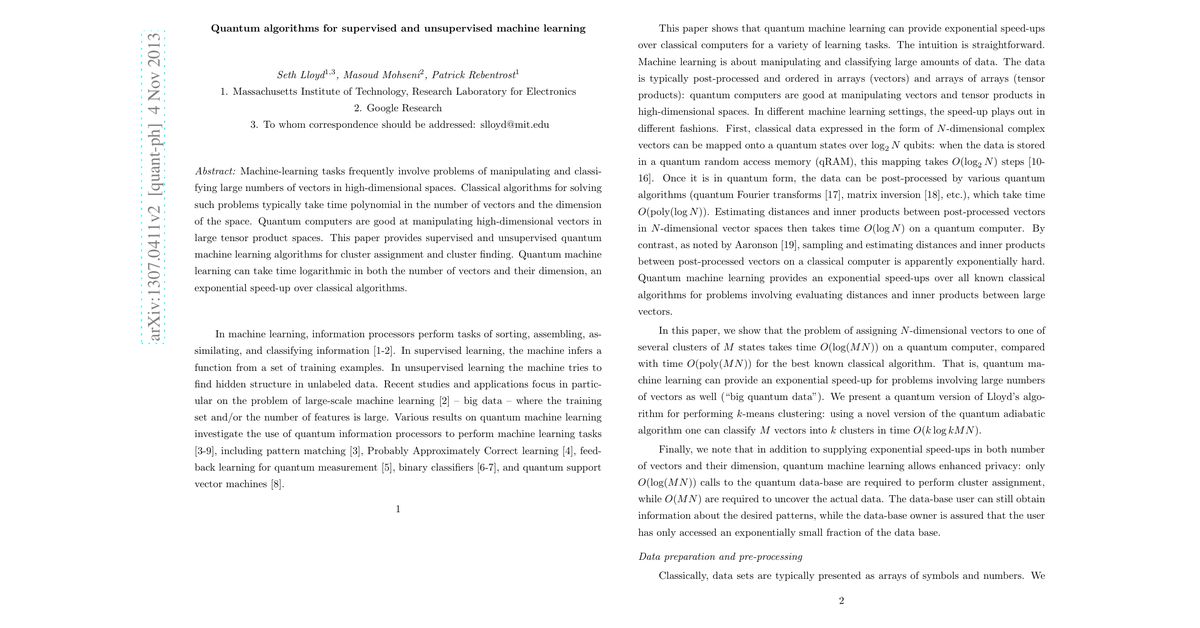 arXiv:1307.0411v2 [quant-ph] 4 Nov 2013
Quantum algorithms for supervised and unsupervised machine learning
Seth Lloyd1,3, Masoud Mohseni2, Patrick Rebentrost1
1. Massachusetts Institute of Technology, Research Laboratory for Electronics
2. Google Research
3. To whom correspondence should be addressed: slloyd@mit.edu
Abstract: Machine-learning tasks frequently involve problems of manipulating and classi-
fying large numbers of vectors in high-dimensional spaces. Classical algorithms for solving
such problems typically take time polynomial in the number of vectors and the dimension
of the space. Quantum computers are good at manipulating high-dimensional vectors in
large tensor product spaces. This paper provides supervised and unsupervised quantum
machine learning algorithms for cluster assignment and cluster finding. Quantum machine
learning can take time logarithmic in both the number of vectors and their dimension, an
exponential speed-up over classical algorithms.
In machine learning, information processors perform tasks of sorting, assembling, as-
similating, and classifying information [1-2]. In supervised learning, the machine infers a
function from a set of training examples. In unsupervised learning the machine tries to
find hidden structure in unlabeled data. Recent studies and applications focus in partic-
ular on the problem of large-scale machine learning [2] – big data – where the training
set and/or the number of features is large. Various results on quantum machine learning
investigate the use of quantum information processors to perform machine learning tasks
[3-9], including pattern matching [3], Probably Approximately Correct learning [4], feed-
back learning for quantum measurement [5], binary classifiers [6-7], and quantum support
vector machines [8].
1
This paper shows that quantum machine learning can provide exponential speed-ups
over classical computers for a variety of learning tasks. The intuition is straightforward.
Machine learning is about manipulating and classifying large amounts of data. The data
is typically post-processed and ordered in arrays (vectors) and arrays of arrays (tensor
products): quantum computers are good at manipulating vectors and tensor products in
high-dimensional spaces. In different machine learning settings, the speed-up plays out in
different fashions. First, classical data expressed in the form of N-dimensional complex
vectors can be mapped onto a quantum states over log2 N qubits: when the data is stored
in a quantum random access memory (qRAM), this mapping takes O(log2 N) steps [10-
16]. Once it is in quantum form, the data can be post-processed by various quantum
algorithms (quantum Fourier transforms [17], matrix inversion [18], etc.), which take time
O(poly(log N)). Estimating distances and inner products between post-processed vectors
in N-dimensional vector spaces then takes time O(log N) on a quantum computer. By
contrast, as noted by Aaronson [19], sampling and estimating distances and inner products
between post-processed vectors on a classical computer is apparently exponentially hard.
Quantum machine learning provides an exponential speed-ups over all known classical
algorithms for problems involving evaluating distances and inner products between large
vectors.
In this paper, we show that the problem of assigning N-dimensional vectors to one of
several clusters of M states takes time O(log(MN)) on a quantum computer, compared
with time O(poly(MN)) for the best known classical algorithm. That is, quantum ma-
chine learning can provide an exponential speed-up for problems involving large numbers
of vectors as well (“big quantum data”). We present a quantum version of Lloyd’s algo-
rithm for performing k-means clustering: using a novel version of the quantum adiabatic
algorithm one can classify M vectors into k clusters in time O(k log kMN).
Finally, we note that in addition to supplying exponential speed-ups in both number
of vectors and their dimension, quantum machine learning allows enhanced privacy: only
O(log(MN)) calls to the quantum data-base are required to perform cluster assignment,
while O(MN) are required to uncover the actual data. The data-base user can still obtain
information about the desired patterns, while the data-base owner is assured that the user
has only accessed an exponentially small fraction of the data base.
Data preparation and pre-processing
Classically, data sets are typically presented as arrays of symbols and numbers. We
2